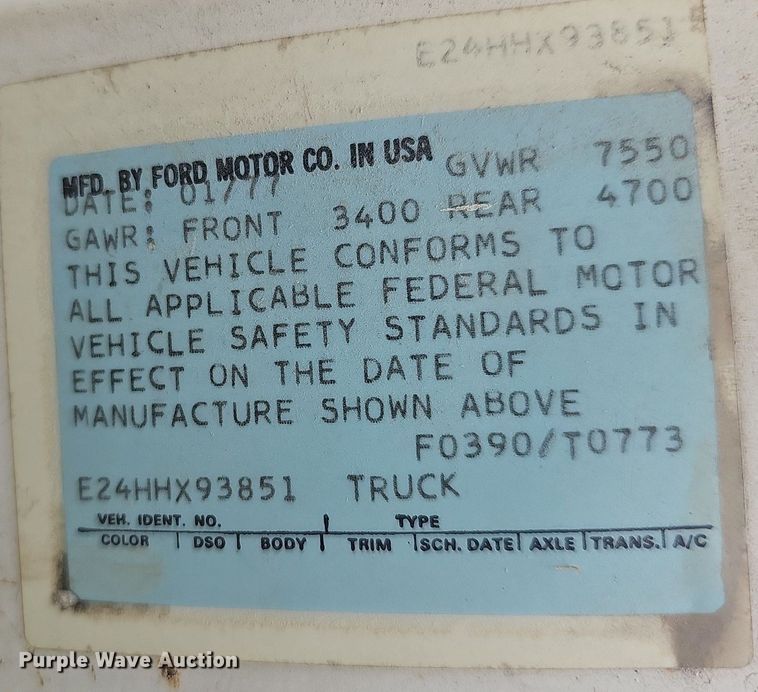 E24HHX93851
MFD. BY FORD MOTOR CO. IN USA
DATE: 01/77 GVWR 7550
GAWR: FRONT 3400 REAR 4700
THIS VEHICLE CONFORMS TO
ALL APPLICABLE FEDERAL MOTOR
VEHICLE SAFETY STANDARDS IN
EFFECT ON THE DATE OF
MANUFACTURE SHOWN ABOVE
F0390/T0773
E24HHX93851 TRUCK
VEH. IDENT. NO. TYPE
COLOR DSO BODY TRIM SCH. DATE AXLE TRANS. A/C
Purple Wave Auction